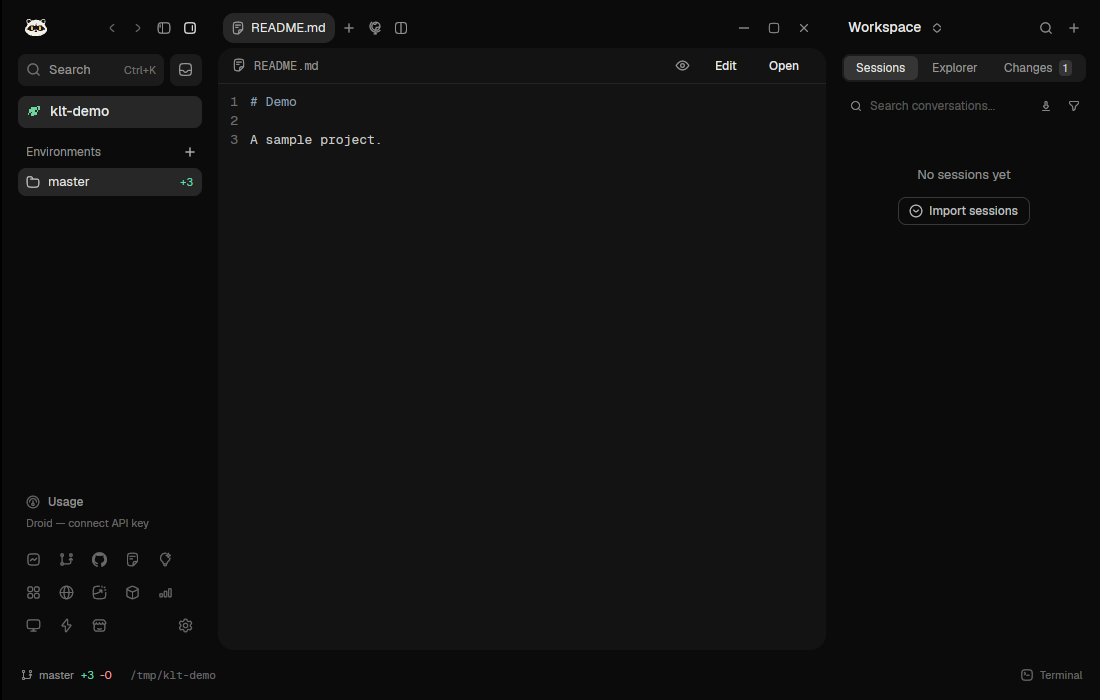 README.md
Workspace
Search Ctrl+K
README.md
Edit
Open
Sessions
Explorer
Changes 1
klt-demo
1 # Demo
2
3 A sample project.
Search conversations...
Environments
master +3
No sessions yet
Import sessions
Usage
Droid — connect API key
master +3 -0 /tmp/klt-demo
Terminal